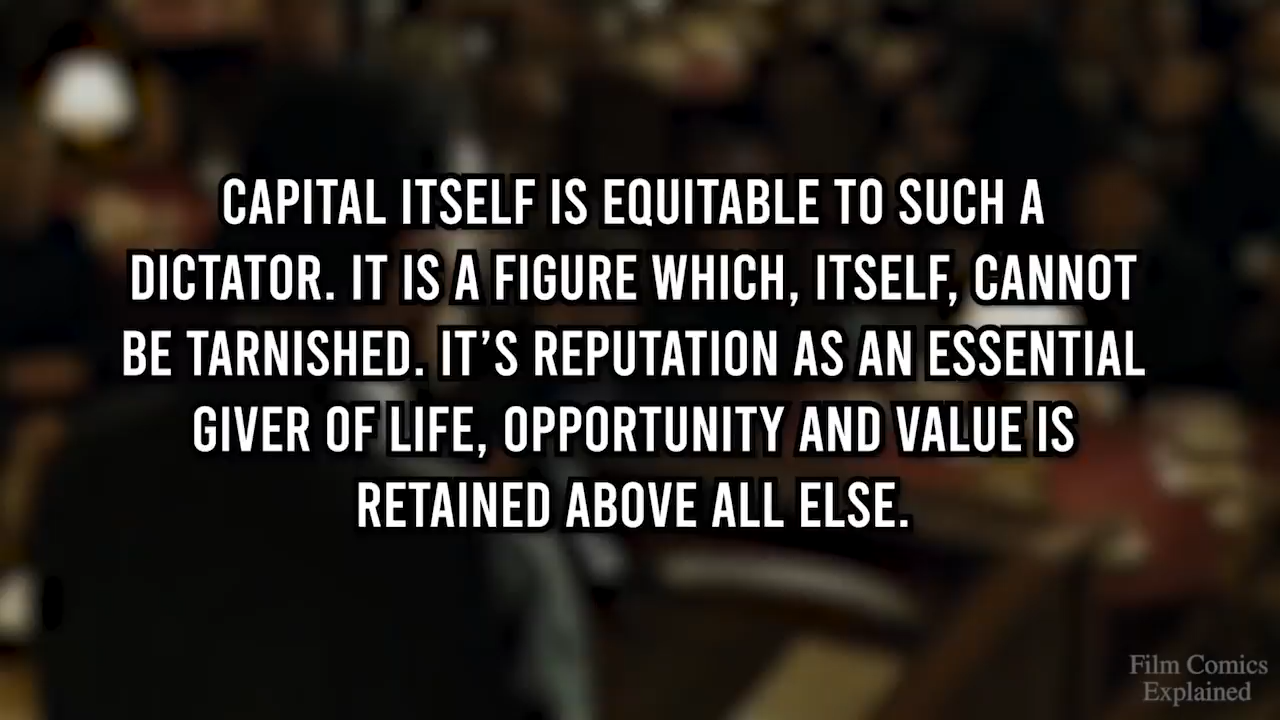 CAPITAL ITSELF IS EQUITABLE TO SUCH A
DICTATOR. IT IS A FIGURE WHICH, ITSELF, CANNOT
BE TARNISHED. IT’S REPUTATION AS AN ESSENTIAL
GIVER OF LIFE, OPPORTUNITY AND VALUE IS
RETAINED ABOVE ALL ELSE.
Film Comics
Explained